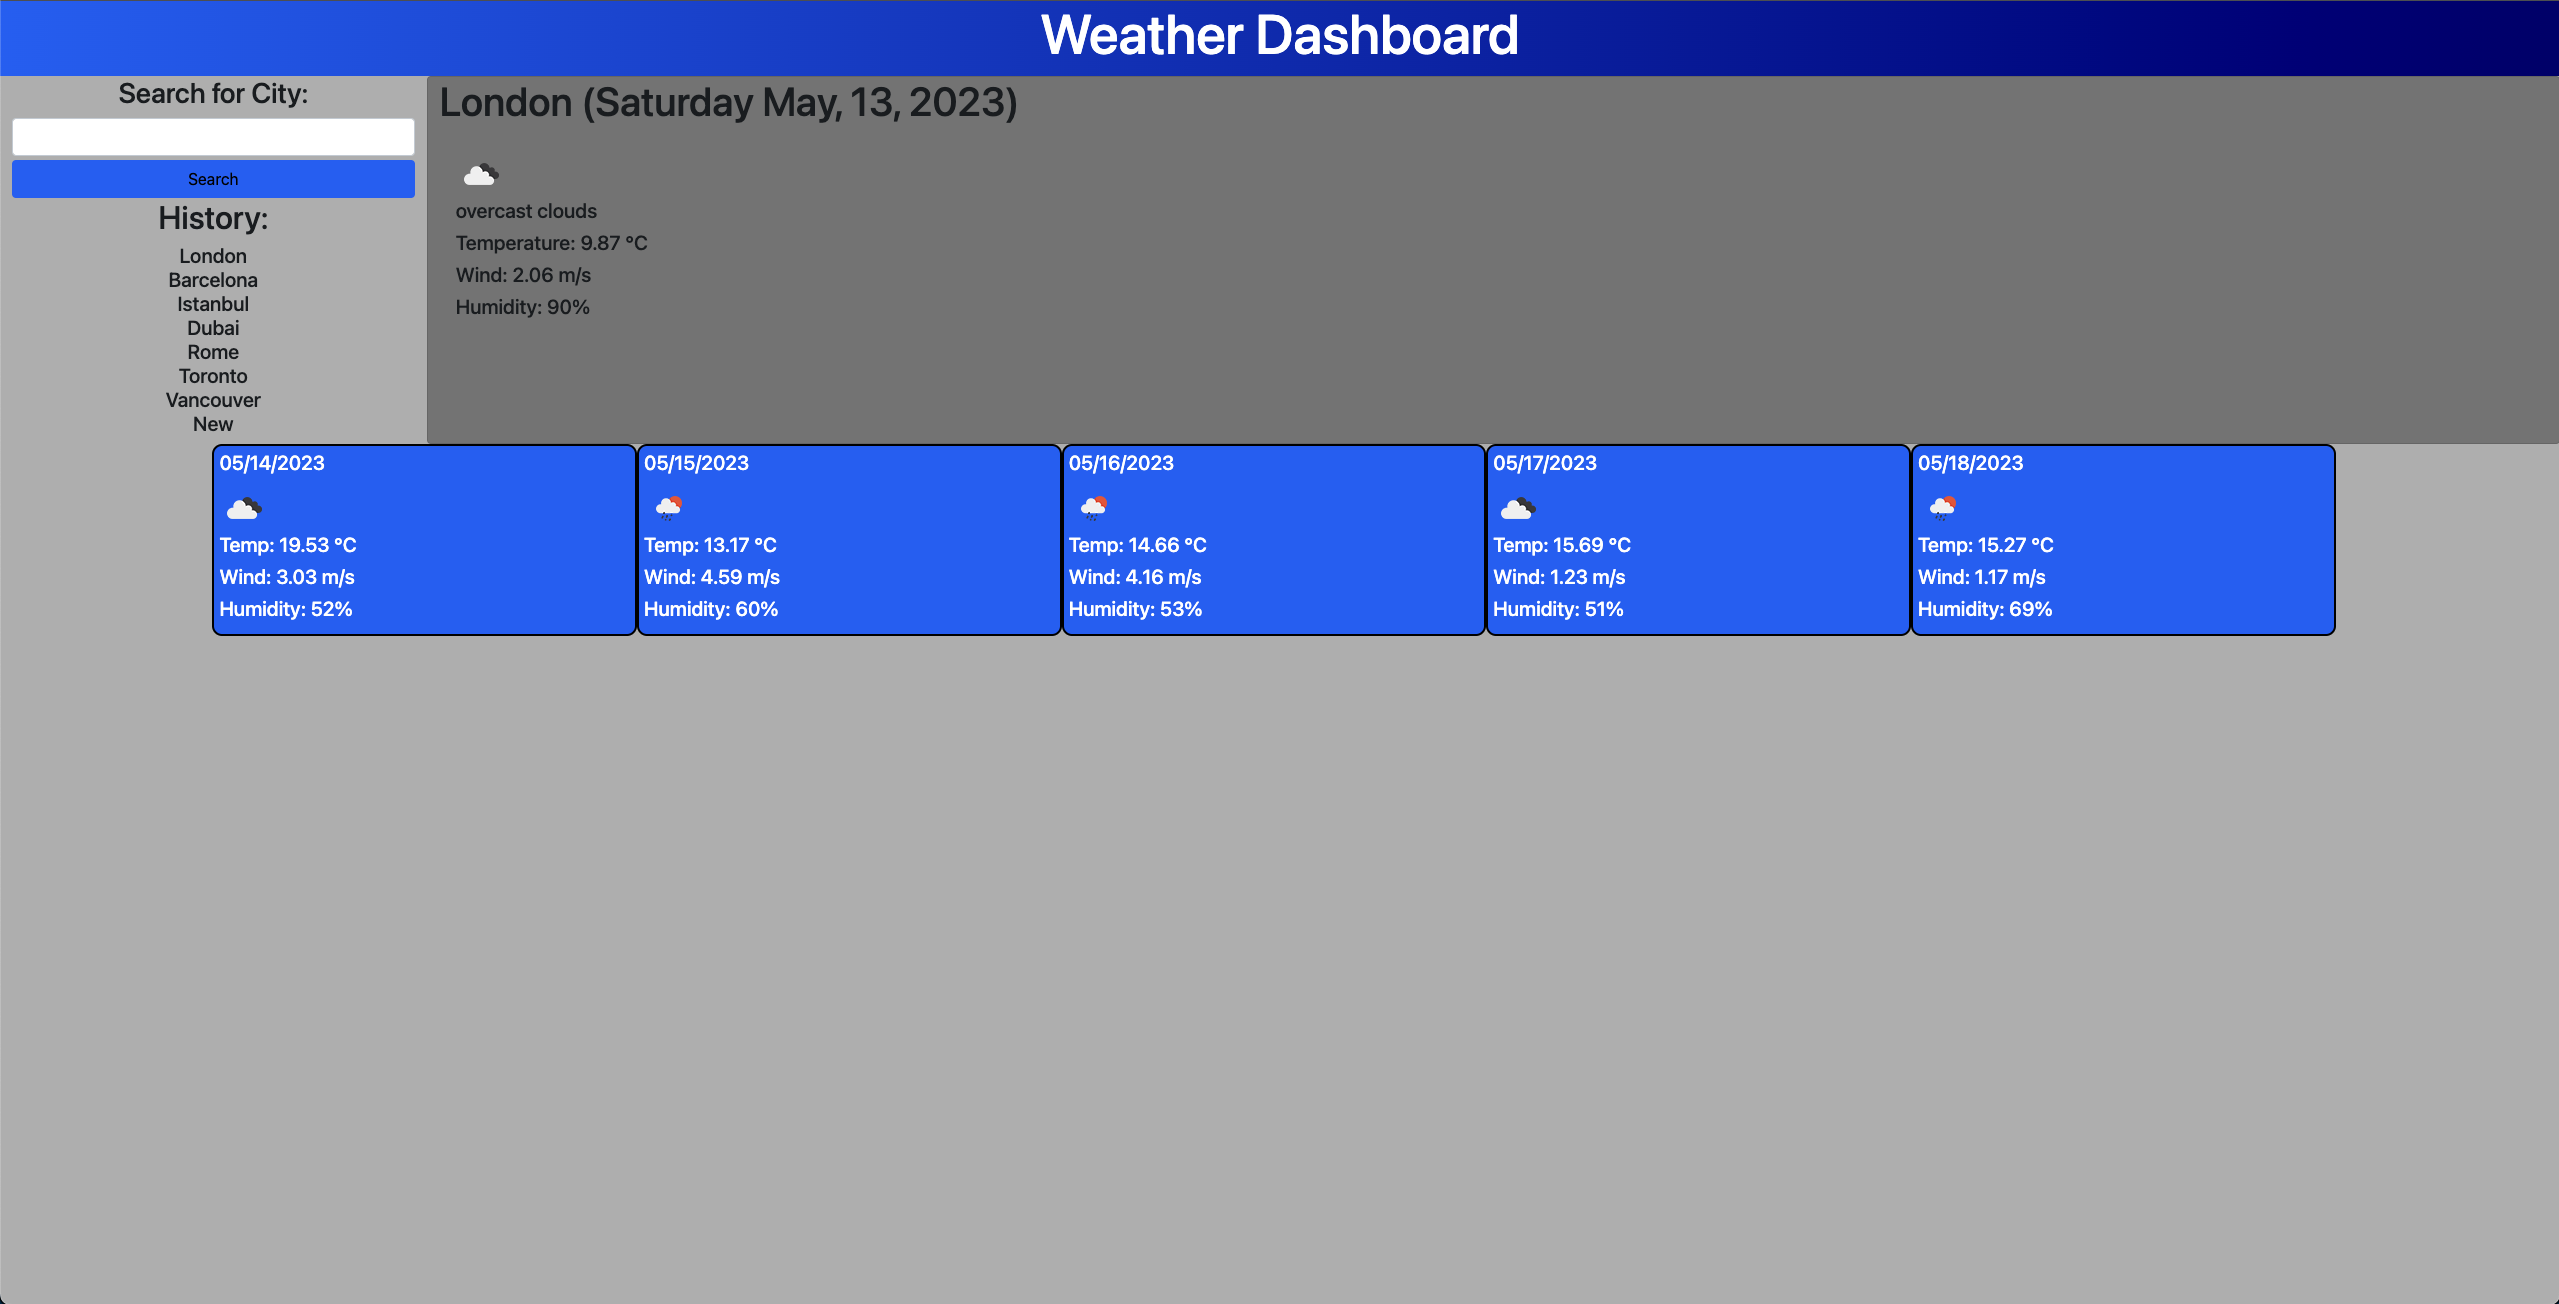 Weather Dashboard
Search for City:
Search
History:
London
Barcelona
Istanbul
Dubai
Rome
Toronto
Vancouver
New
London (Saturday May, 13, 2023)
overcast clouds
Temperature: 9.87 °C
Wind: 2.06 m/s
Humidity: 90%
05/14/2023
Temp: 19.53 °C
Wind: 3.03 m/s
Humidity: 52%
05/15/2023
Temp: 13.17 °C
Wind: 4.59 m/s
Humidity: 60%
05/16/2023
Temp: 14.66 °C
Wind: 4.16 m/s
Humidity: 53%
05/17/2023
Temp: 15.69 °C
Wind: 1.23 m/s
Humidity: 51%
05/18/2023
Temp: 15.27 °C
Wind: 1.17 m/s
Humidity: 69%